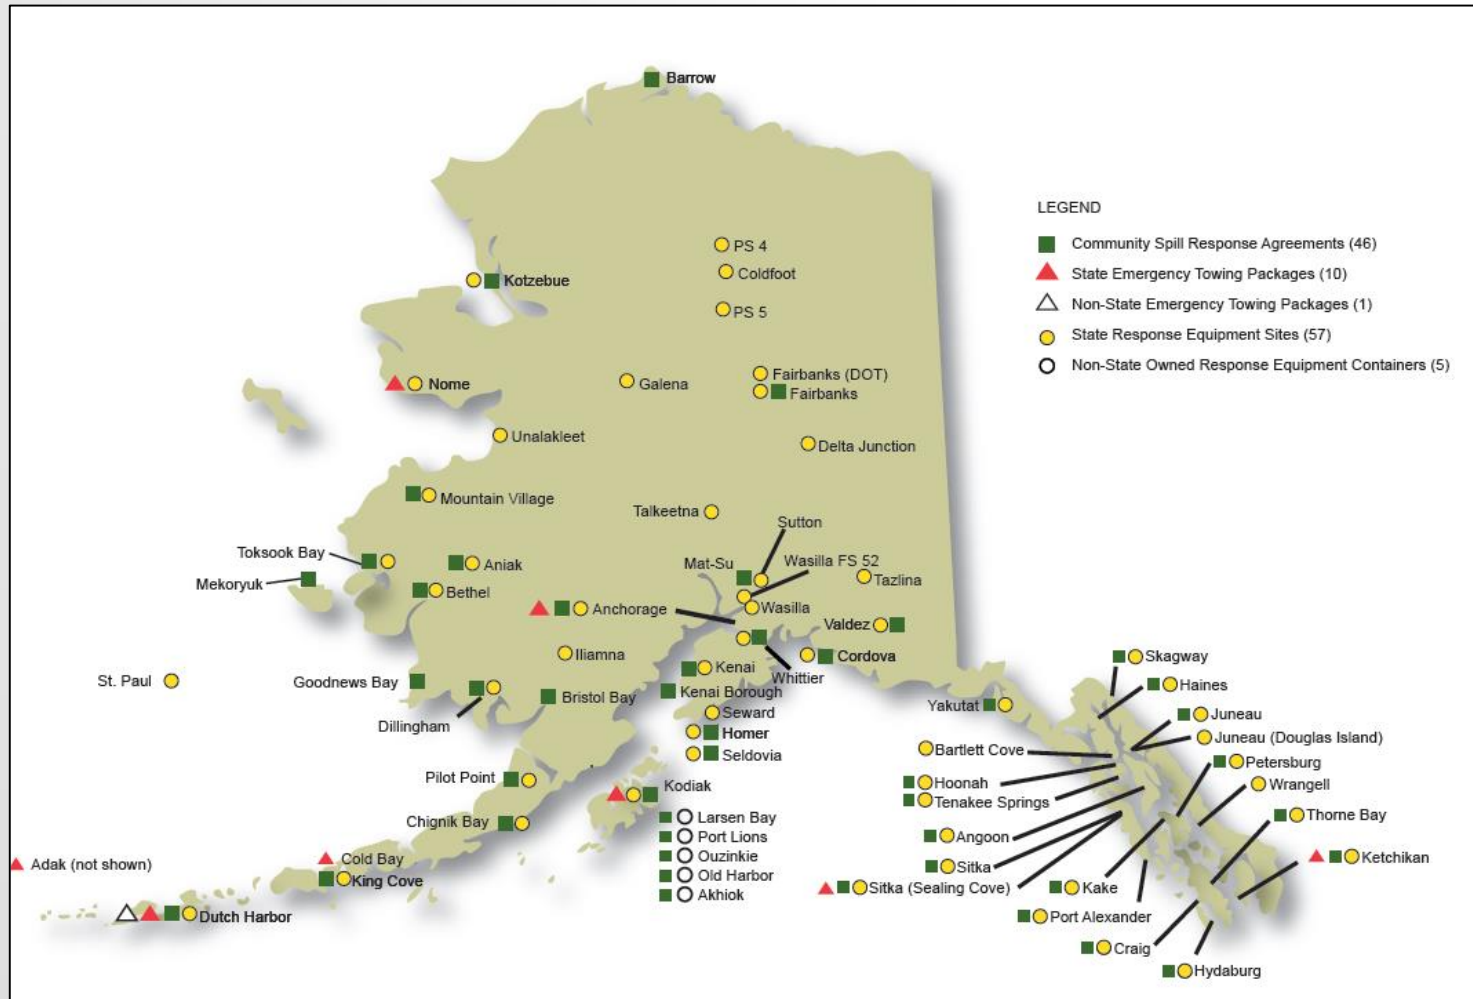 Barrow
LEGEND
Community Spill Response Agreements (46)
State Emergency Towing Packages (10)
Non-State Emergency Towing Packages (1)
State Response Equipment Sites (57)
Non-State Owned Response Equipment Containers (5)
PS 4
Coldfoot
Kotzebue
PS 5
Fairbanks (DOT)
Nome
Galena
Fairbanks
Unalakleet
Delta Junction
Mountain Village
Talkeetna
Sutton
Toksook Bay
Mat-Su
Wasilla FS 52
Aniak
Mekoryuk
Tazlina
Bethel
Anchorage
Wasilla
Valdez
Iliamna
Cordova
Skagway
St. Paul
Goodnews Bay
Kenai
Whittier
Haines
Bristol Bay
Kenai Borough
Dillingham
Seward
Yakutat
Juneau
Homer
Juneau (Douglas Island)
Seldovia
Bartlett Cove
Petersburg
Pilot Point
Kodiak
Hoonah
Wrangell
Tenakee Springs
Larsen Bay
Thorne Bay
Chignik Bay
Port Lions
Angoon
Ouzinkie
Adak (not shown)
Cold Bay
Ketchikan
Sitka
Old Harbor
King Cove
Sitka (Sealing Cove)
Kake
Akhiok
Dutch Harbor
Port Alexander
Craig
Hydaburg